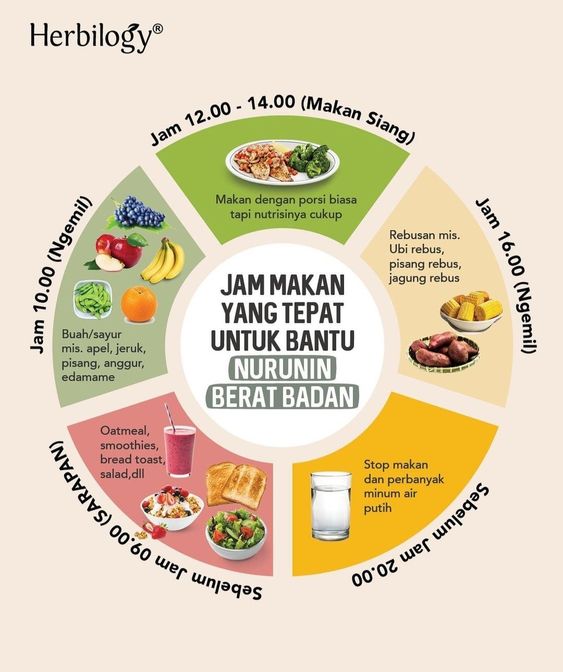 Herbilogy®
Jam 12.00 - 14.00 (Makan Siang)
Makan dengan porsi biasa
tapi nutrisinya cukup
Jam 10.00 (Ngemil)
Buah/sayur
mis. apel, jeruk,
pisang, anggur,
edamame
Jam 16.00 (Ngemil)
Rebusan mis.
Ubi rebus,
pisang rebus,
jagung rebus
JAM MAKAN
YANG TEPAT
UNTUK BANTU
NURUNIN
BERAT BADAN
Sebelum Jam 09.00 (SARAPAN)
Oatmeal,
smoothies,
bread toast,
salad,dll
Sebelum Jam 20.00
Stop makan
dan perbanyak
minum air
putih